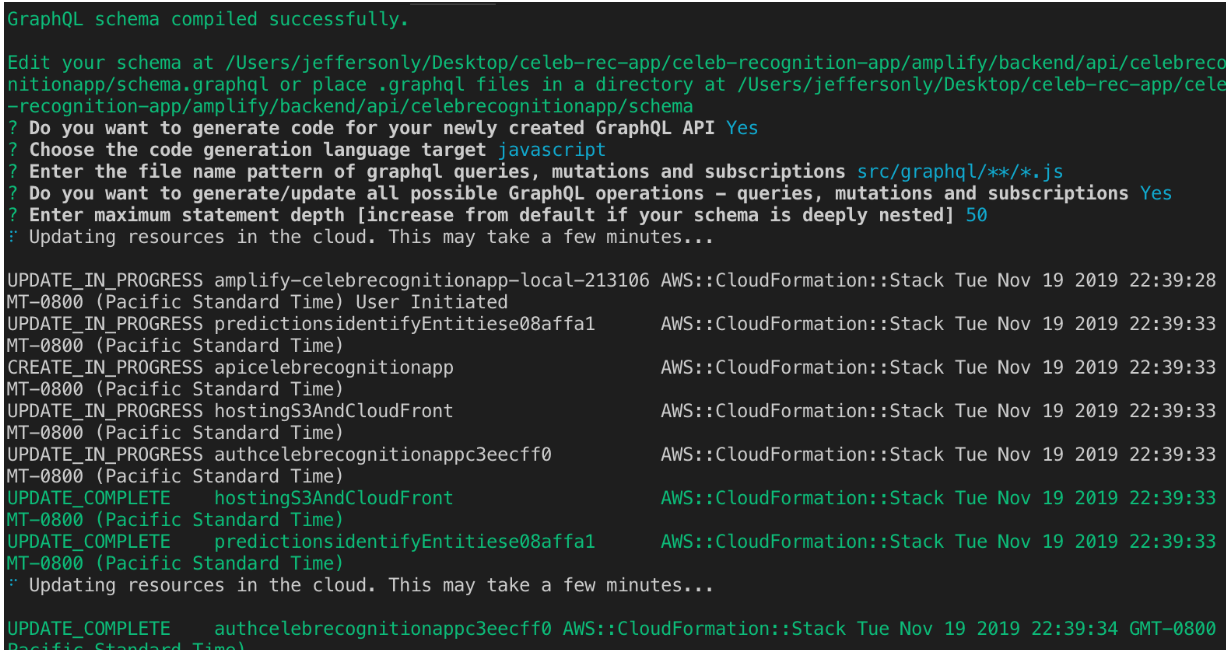 GraphQL schema compiled successfully.
Edit your schema at /Users/jeffersonly/Desktop/celeb-rec-app/celeb-recognition-app/amplify/backend/api/celebreco
nitionapp/schema.graphql or place .graphql files in a directory at /Users/jeffersonly/Desktop/celeb-rec-app/cele
-recognition-app/amplify/backend/api/celebrecognitionapp/schema
? Do you want to generate code for your newly created GraphQL API Yes
? Choose the code generation language target javascript
? Enter the file name pattern of graphql queries, mutations and subscriptions src/graphql/**/*.js
? Do you want to generate/update all possible GraphQL operations - queries, mutations and subscriptions Yes
? Enter maximum statement depth [increase from default if your schema is deeply nested] 50
⠏ Updating resources in the cloud. This may take a few minutes...
UPDATE_IN_PROGRESS amplify-celebrecognitionapp-local-213106 AWS::CloudFormation::Stack Tue Nov 19 2019 22:39:28
MT-0800 (Pacific Standard Time) User Initiated
UPDATE_IN_PROGRESS predictionsidentifyEntitiese08affa1 AWS::CloudFormation::Stack Tue Nov 19 2019 22:39:33
MT-0800 (Pacific Standard Time)
CREATE_IN_PROGRESS apicelebrecognitionapp AWS::CloudFormation::Stack Tue Nov 19 2019 22:39:33
MT-0800 (Pacific Standard Time)
UPDATE_IN_PROGRESS hostingS3AndCloudFront AWS::CloudFormation::Stack Tue Nov 19 2019 22:39:33
MT-0800 (Pacific Standard Time)
UPDATE_IN_PROGRESS authcelebrecognitionappc3eecff0 AWS::CloudFormation::Stack Tue Nov 19 2019 22:39:33
MT-0800 (Pacific Standard Time)
UPDATE_COMPLETE hostingS3AndCloudFront AWS::CloudFormation::Stack Tue Nov 19 2019 22:39:33
MT-0800 (Pacific Standard Time)
UPDATE_COMPLETE predictionsidentifyEntitiese08affa1 AWS::CloudFormation::Stack Tue Nov 19 2019 22:39:33
MT-0800 (Pacific Standard Time)
⠋ Updating resources in the cloud. This may take a few minutes...
UPDATE_COMPLETE authcelebrecognitionappc3eecff0 AWS::CloudFormation::Stack Tue Nov 19 2019 22:39:34 GMT-0800
Pacific Standard Time)